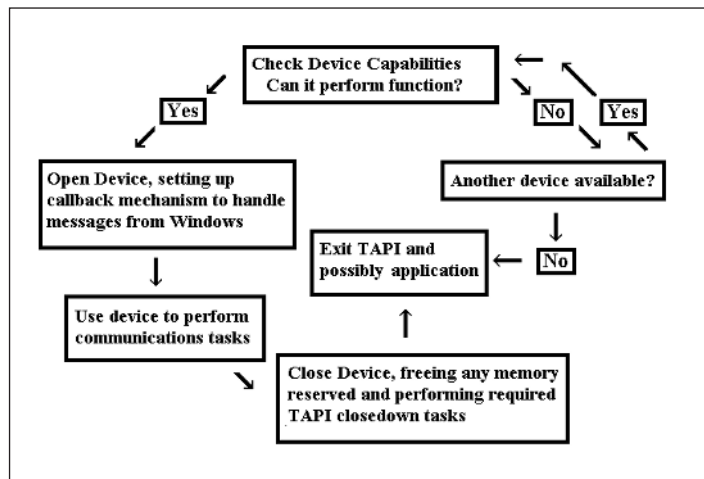 Check Device Capabilities
Can it perform function?
Yes
No
Yes
Open Device, setting up
callback mechanism to handle
messages from Windows
Another device available?
Exit TAPI and
possibly application
No
Use device to perform
communications tasks
Close Device, freeing any memory
reserved and performing required
TAPI closedown tasks